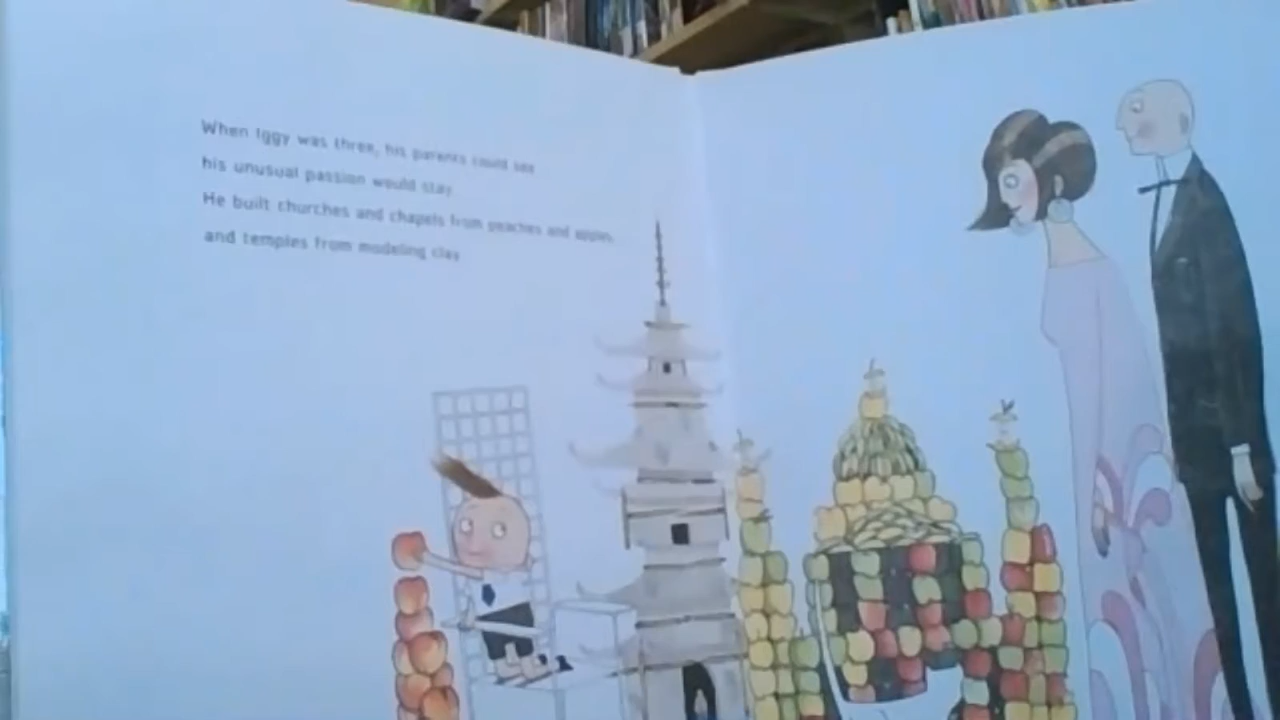 When Iggy was three, his parents could see
his unusual passion would stay.
He built churches and chapels from peaches and apples,
and temples from modeling clay.